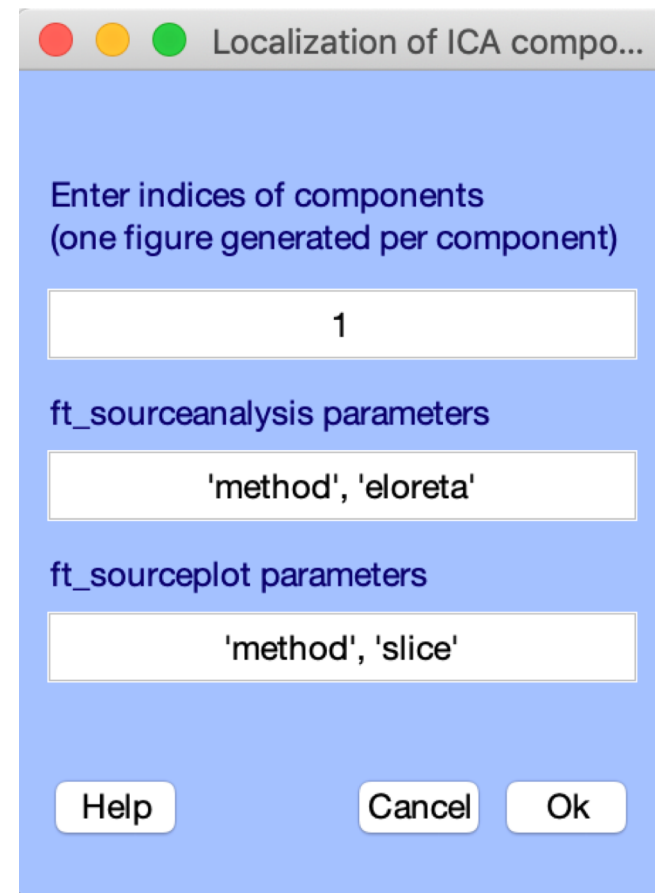 Localization of ICA compo...
Enter indices of components
(one figure generated per component)
1
ft_sourceanalysis parameters
'method', 'eloreta'
ft_sourceplot parameters
'method', 'slice'
Help Cancel Ok